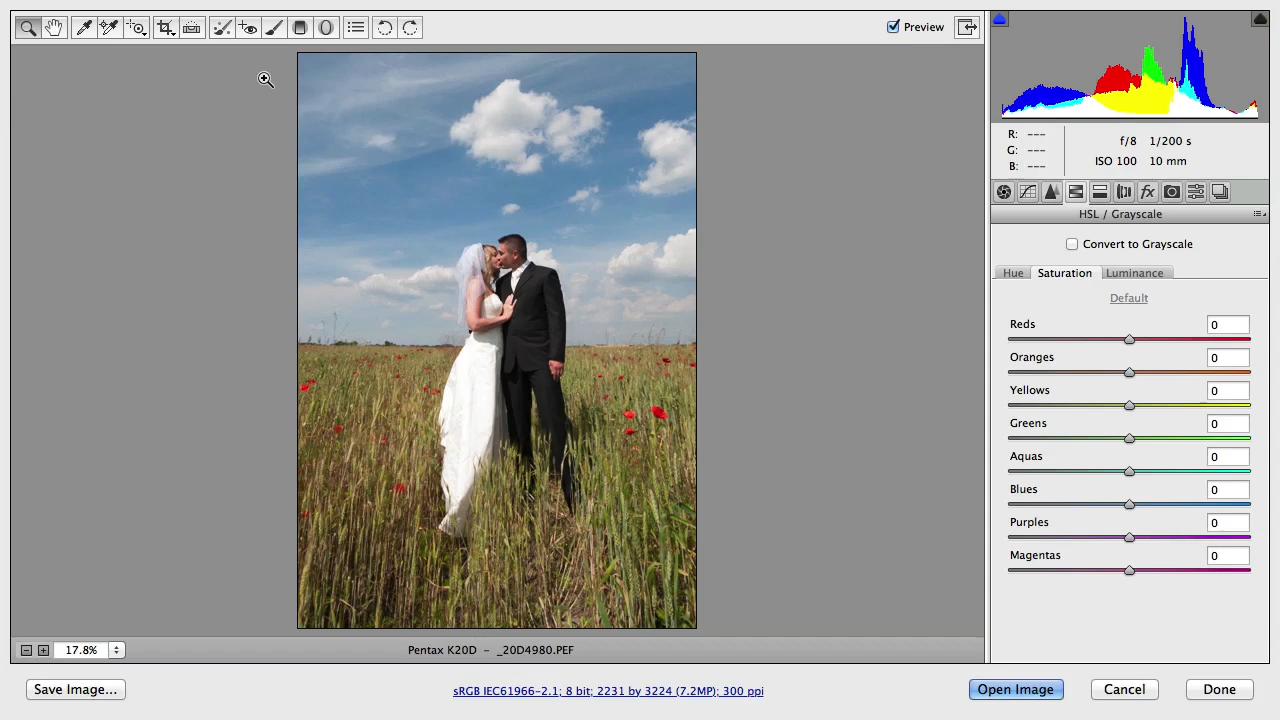 Preview
R: ---
G: ---
B: ---
f/8 1/200 s
ISO 100 10 mm
fx
HSL / Grayscale
Convert to Grayscale
Hue Saturation Luminance
Default
Reds 0
Oranges 0
Yellows 0
Greens 0
Aquas 0
Blues 0
Purples 0
Magentas 0
17.8% Pentax K20D – _20D4980.PEF
Save Image... sRGB IEC61966-2.1; 8 bit; 2231 by 3224 (7.2MP); 300 ppi Open Image Cancel Done